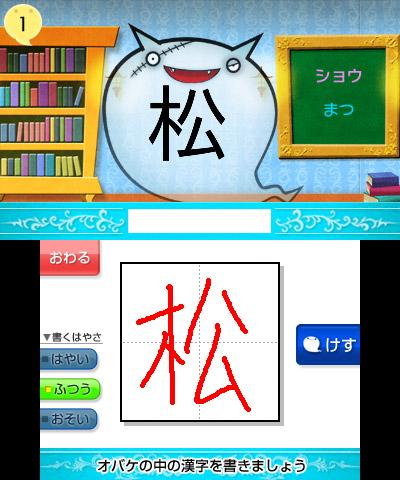 1
松
ショウ
まつ
おわる
▼書くはやさ
はやい
ふつう
おそい
松
けす
オバケの中の漢字を書きましょう